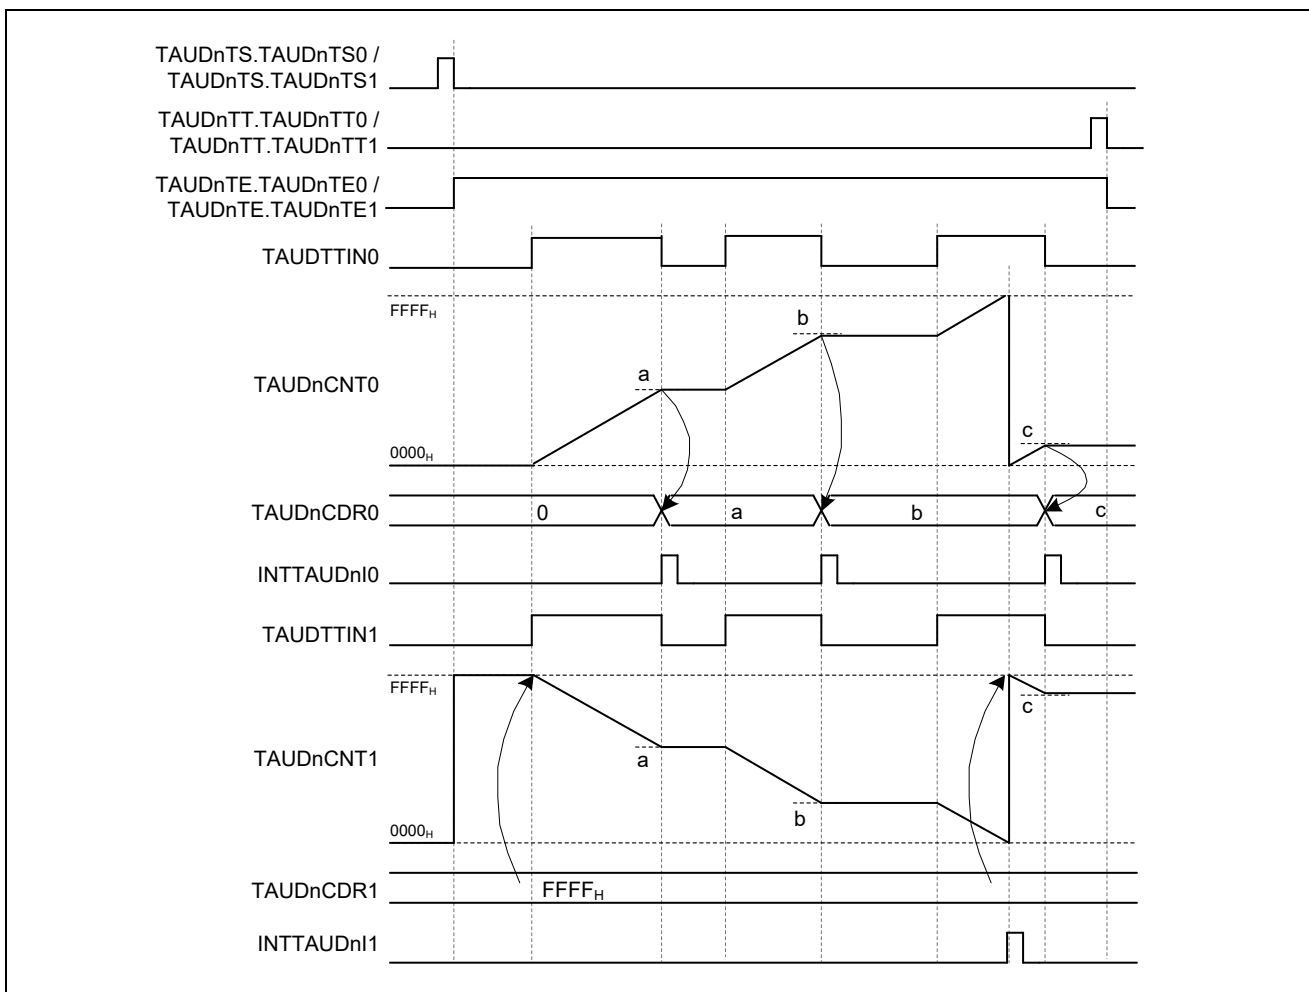 TAUDnTS.TAUDnTS0 /
TAUDnTS.TAUDnTS1
TAUDnTT.TAUDnTT0 /
TAUDnTT.TAUDnTT1
TAUDnTE.TAUDnTE0 /
TAUDnTE.TAUDnTE1
TAUDTTIN0
FFFFH
b
a
TAUDnCNT0
c
0000H
TAUDnCDR0
0 a b c
INTTAUDnI0
TAUDTTIN1
FFFFH
c
TAUDnCNT1
a
b
0000H
TAUDnCDR1
FFFFH
INTTAUDnI1